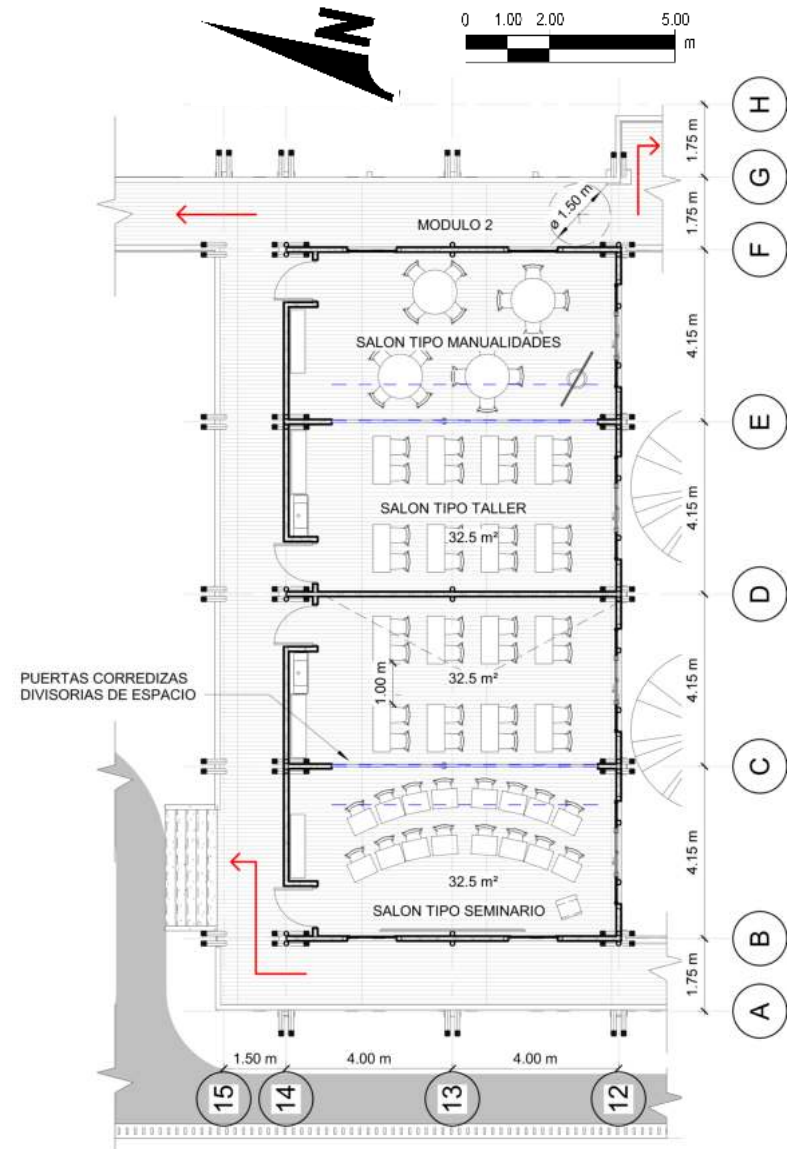 N
0 1.00 2.00 5.00
m
H
1.75 m
G
1.75 m
ø 1.50 m
MODULO 2
F
SALON TIPO MANUALIDADES
4.15 m
E
SALON TIPO TALLER
32.5 m²
4.15 m
D
32.5 m²
1.00 m
4.15 m
PUERTAS CORREDIZAS
DIVISORIAS DE ESPACIO
C
4.15 m
32.5 m²
SALON TIPO SEMINARIO
B
1.75 m
A
1.50 m
4.00 m
4.00 m
15
14
13
12